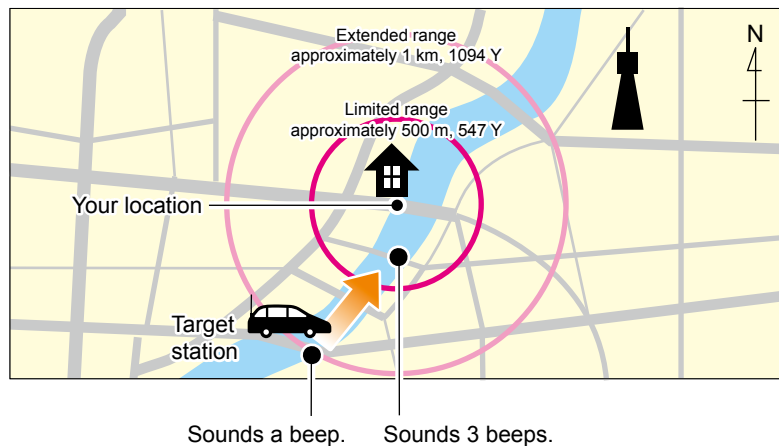 Extended range
approximately 1 km, 1094 Y
N
Limited range
approximately 500 m, 547 Y
Your location
Target
station
Sounds a beep.
Sounds 3 beeps.